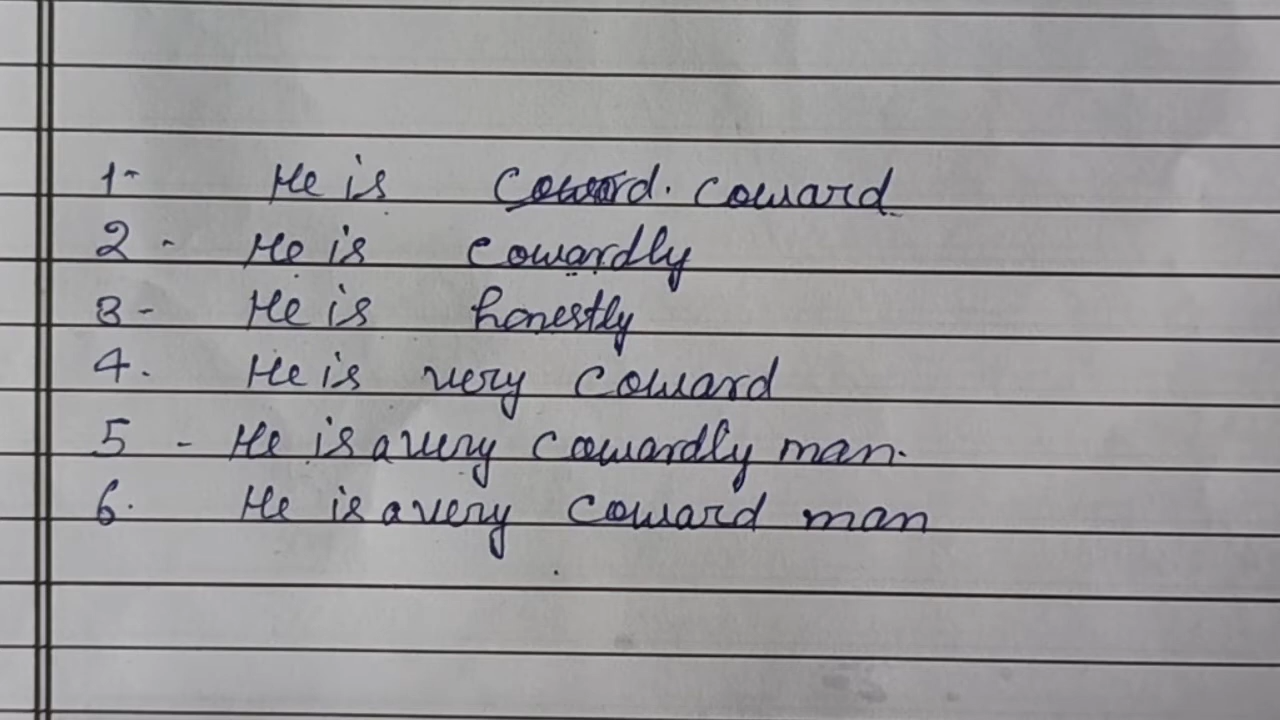 1- He is Coward. Coward.
2 - He is Cowardly
3- He is honestly
4. He is very Coward
5 - He is a very Cowardly man.
6. He is a very Coward man